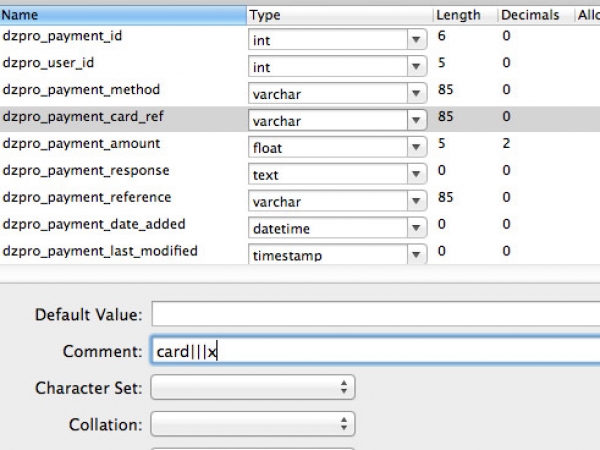 Name Type Length Decimals Allo
dzpro_payment_id int 6 0
dzpro_user_id int 5 0
dzpro_payment_method varchar 85 0
dzpro_payment_card_ref varchar 85 0
dzpro_payment_amount float 5 2
dzpro_payment_response text 0 0
dzpro_payment_reference varchar 85 0
dzpro_payment_date_added datetime 0 0
dzpro_payment_last_modified timestamp 0 0
Default Value:
Comment: card|||x
Character Set:
Collation: